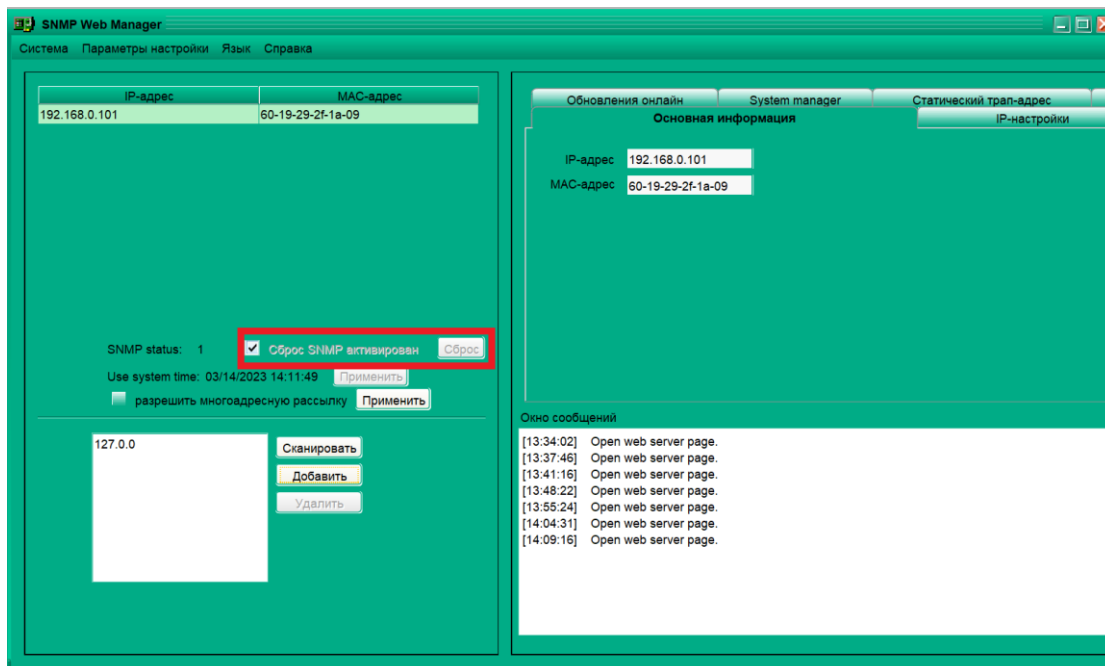 SNMP Web Manager
Система Параметры настройки Язык Справка
IP-адрес MAC-адрес
192.168.0.101 60-19-29-2f-1a-09
SNMP status: 1 Сброс SNMP активирован Сброс
Use system time: 03/14/2023 14:11:49 Применить
разрешить многоадресную рассылку Применить
127.0.0
Сканировать
Добавить
Удалить
Обновления онлайн System manager Статический трап-адрес
Основная информация IP-настройки
IP-адрес 192.168.0.101
MAC-адрес 60-19-29-2f-1a-09
Окно сообщений
[13:34:02] Open web server page.
[13:37:46] Open web server page.
[13:41:16] Open web server page.
[13:48:22] Open web server page.
[13:55:24] Open web server page.
[14:04:31] Open web server page.
[14:09:16] Open web server page.